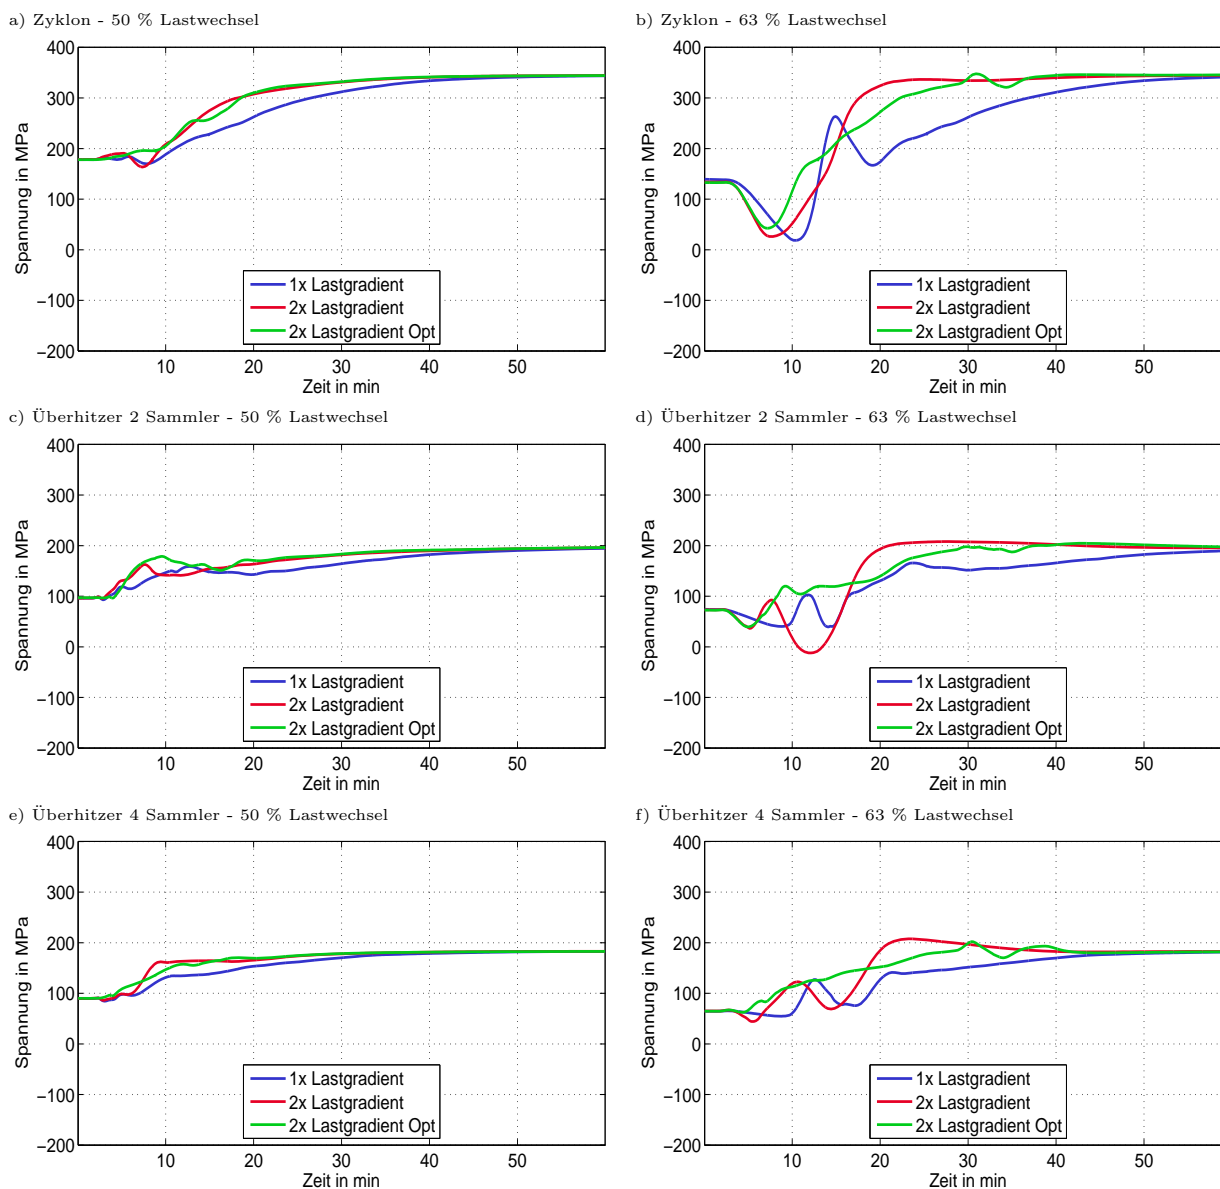 a) Zyklon - 50 % Lastwechsel
400
300
200
100
0
−100
−200
Spannung in MPa
1x Lastgradient
2x Lastgradient
2x Lastgradient Opt
10 20 30 40 50
Zeit in min
b) Zyklon - 63 % Lastwechsel
400
300
200
100
0
−100
−200
Spannung in MPa
1x Lastgradient
2x Lastgradient
2x Lastgradient Opt
10 20 30 40 50
Zeit in min
c) Überhitzer 2 Sammler - 50 % Lastwechsel
400
300
200
100
0
−100
−200
Spannung in MPa
1x Lastgradient
2x Lastgradient
2x Lastgradient Opt
10 20 30 40 50
Zeit in min
d) Überhitzer 2 Sammler - 63 % Lastwechsel
400
300
200
100
0
−100
−200
Spannung in MPa
1x Lastgradient
2x Lastgradient
2x Lastgradient Opt
10 20 30 40 50
Zeit in min
e) Überhitzer 4 Sammler - 50 % Lastwechsel
400
300
200
100
0
−100
−200
Spannung in MPa
1x Lastgradient
2x Lastgradient
2x Lastgradient Opt
10 20 30 40 50
Zeit in min
f) Überhitzer 4 Sammler - 63 % Lastwechsel
400
300
200
100
0
−100
−200
Spannung in MPa
1x Lastgradient
2x Lastgradient
2x Lastgradient Opt
10 20 30 40 50
Zeit in min